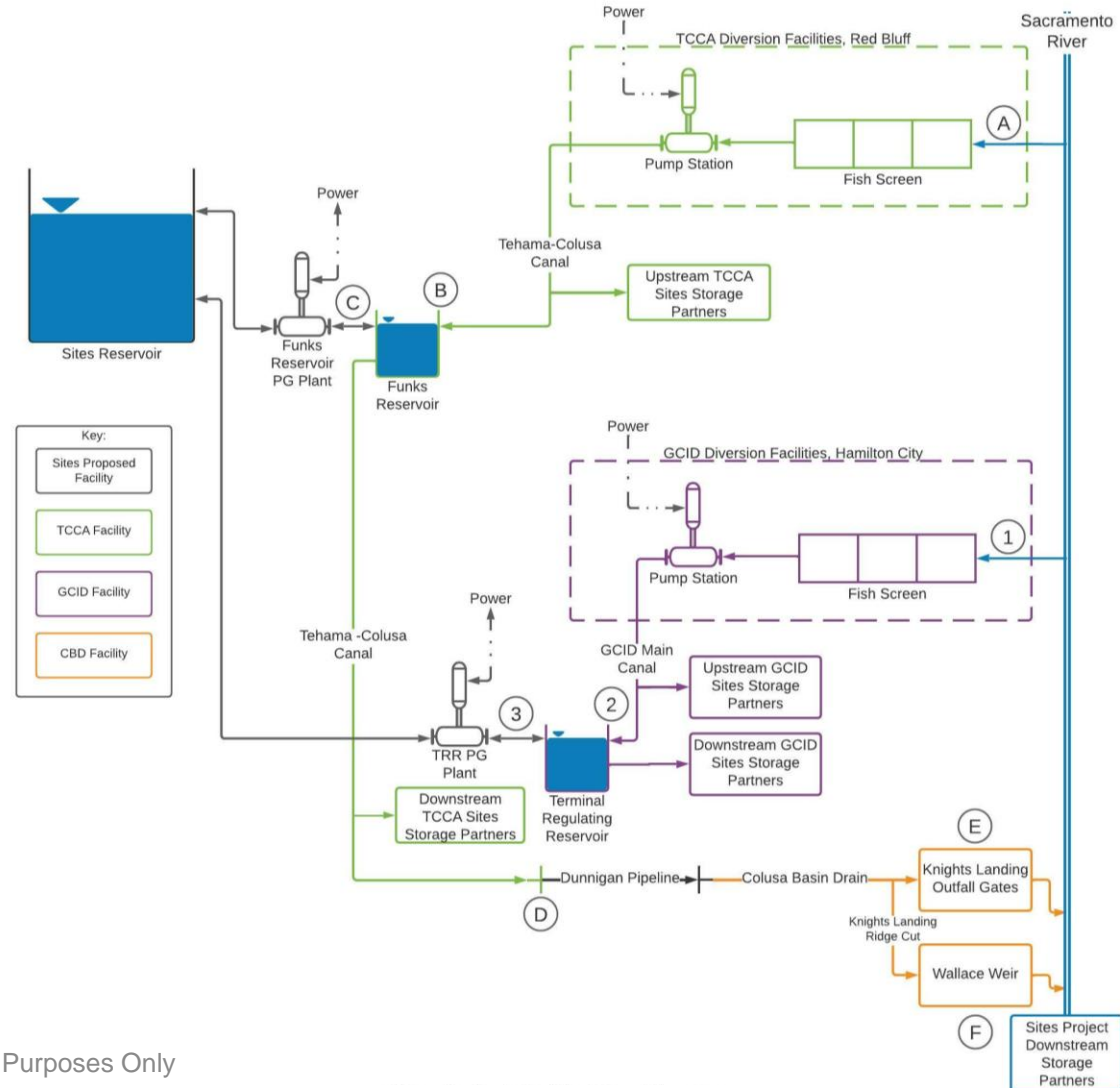 Power
Sacramento
River
TCCA Diversion Facilities, Red Bluff
A
Pump Station
Fish Screen
Power
Tehama-Colusa
Canal
Upstream TCCA
Sites Storage
Partners
C
B
Sites Reservoir
Funks
Reservoir
PG Plant
Funks
Reservoir
Key:
Sites Proposed
Facility
TCCA Facility
GCID Facility
CBD Facility
Power
GCID Diversion Facilities, Hamilton City
1
Pump Station
Fish Screen
Power
Tehama -Colusa
Canal
GCID Main
Canal
Upstream GCID
Sites Storage
Partners
3
2
TRR PG
Plant
Downstream GCID
Sites Storage
Partners
Terminal
Regulating
Reservoir
Downstream
TCCA Sites
Storage Partners
E
Dunnigan Pipeline
Colusa Basin Drain
Knights Landing
Outfall Gates
D
Knights Landing
Ridge Cut
Wallace Weir
F
Sites Project
Downstream
Storage
Partners
Purposes Only